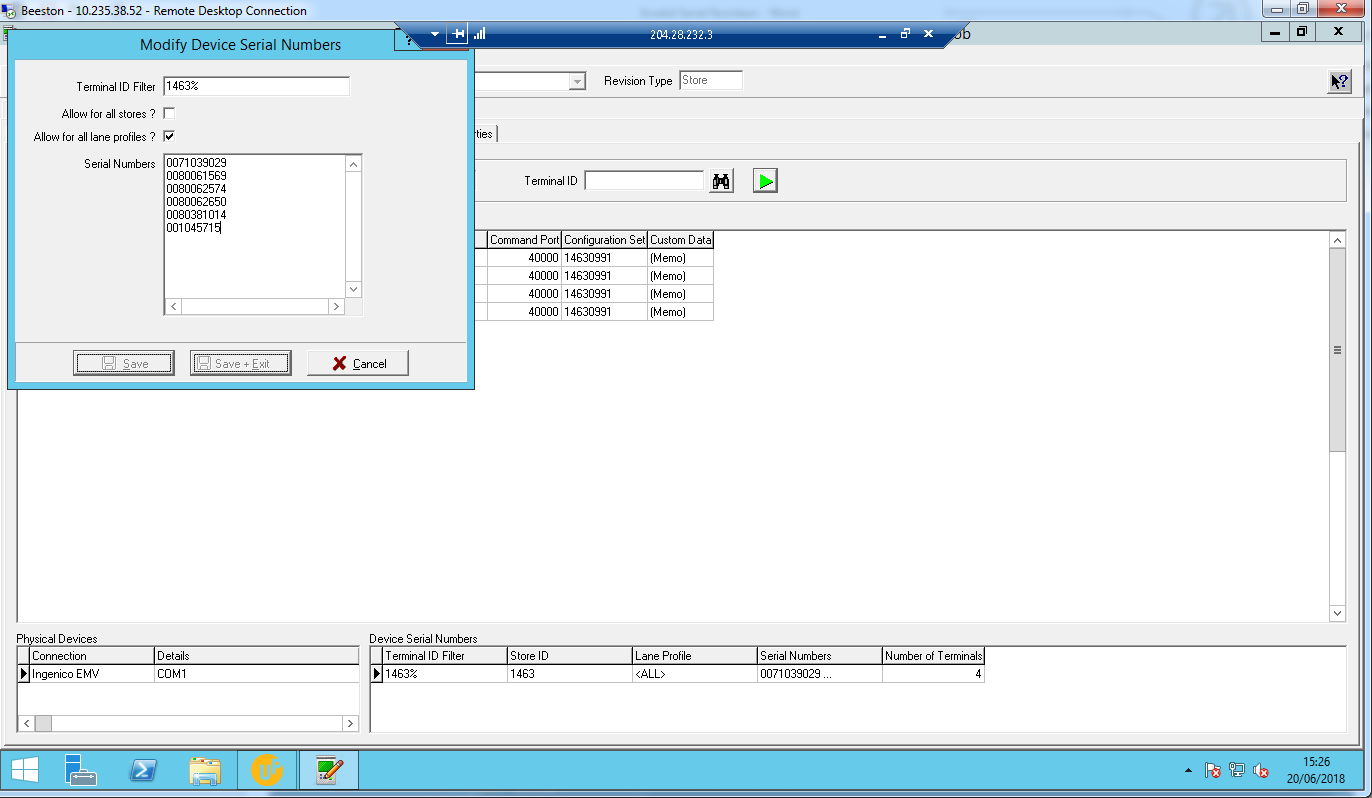 Beeston - 10.235.38.52 - Remote Desktop Connection
204.28.232.3
Modify Device Serial Numbers
?
Terminal ID Filter 1463%
Allow for all stores ?
Allow for all lane profiles ?
Serial Numbers
0071039029
0080061569
0080062574
0080062650
0080381014
001045715
Save Save + Exit Cancel
Revision Type Store
ties
Terminal ID
Command Port Configuration Set Custom Data
40000 14630991 (Memo)
40000 14630991 (Memo)
40000 14630991 (Memo)
40000 14630991 (Memo)
Physical Devices
Connection Details
Ingenico EMV COM1
Device Serial Numbers
Terminal ID Filter Store ID Lane Profile Serial Numbers Number of Terminals
1463% 1463 <ALL> 0071039029 ... 4
15:26
20/06/2018